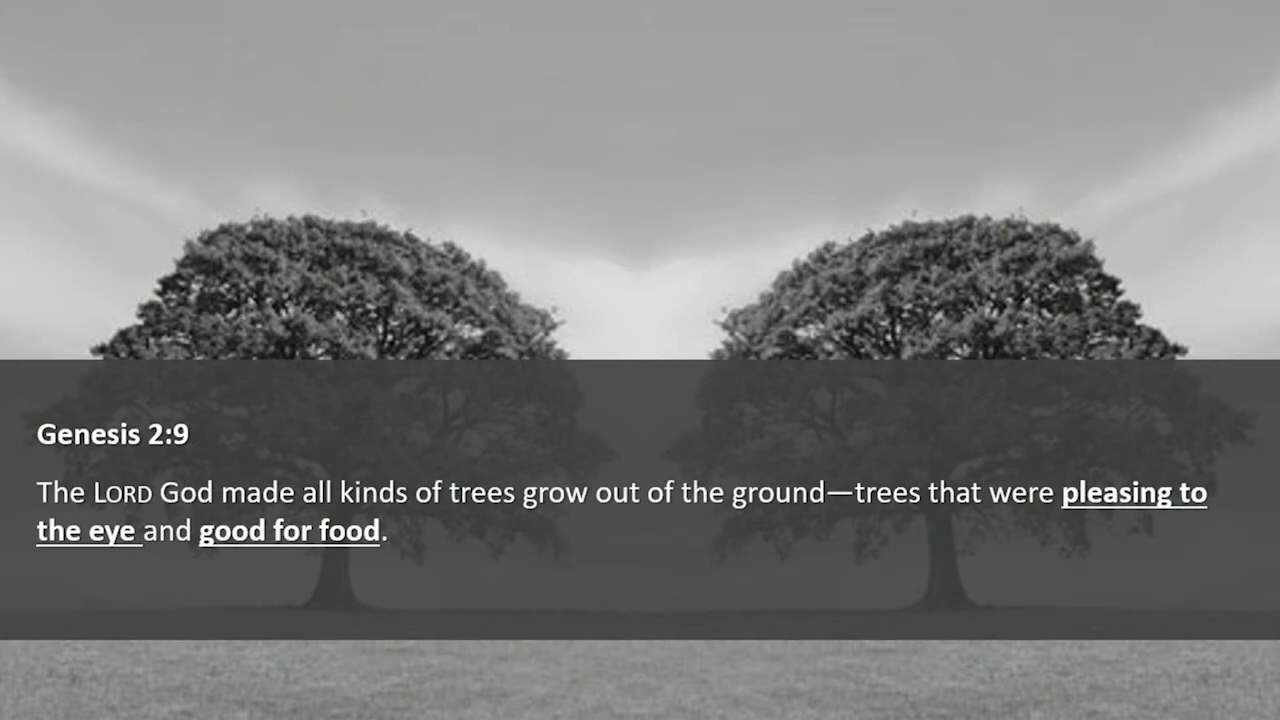 Genesis 2:9
The LORD God made all kinds of trees grow out of the ground—trees that were pleasing to
the eye and good for food.